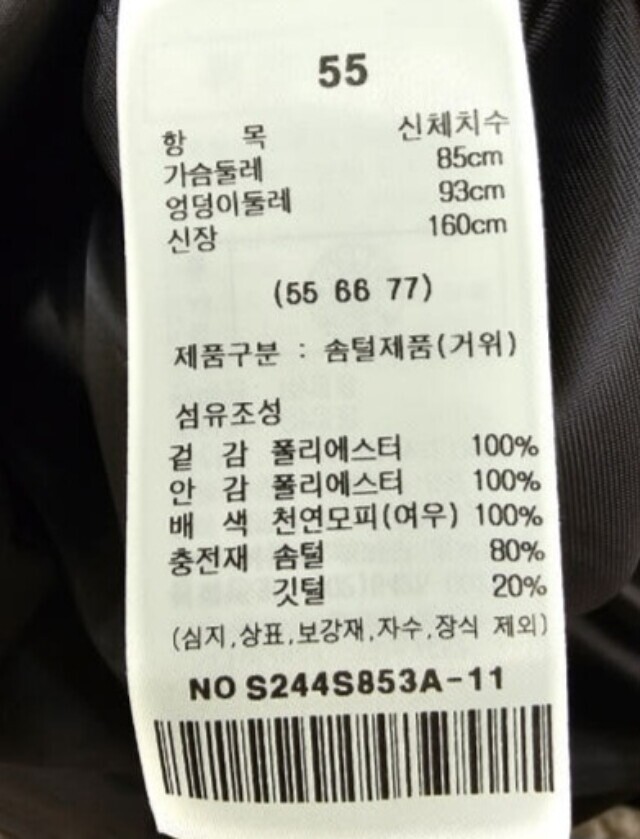 55
항 목 신체치수
가슴둘레 85cm
엉덩이둘레 93cm
신장 160cm
(55 66 77)
제품구분 : 솜털제품(거위)
섬유조성
겉 감 폴리에스터 100%
안 감 폴리에스터 100%
배 색 천연모피(여우) 100%
충전재 솜털 80%
깃털 20%
(심지,상표,보강재,자수,장식 제외)
NO S244S853A-11